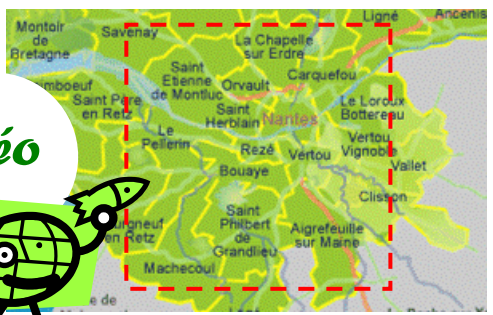 Ligné
Ancenis
Montoir
de
Bretagne
Savenay
La Chapelle
sur Erdre
Saint
Etienne
de Montluc
Orvault
Carquefou
Saint Père
en Retz
Saint
Herblain
Nantes
Le Loroux
Bottereau
Le
Pellerin
Rezé
Vertou
Vertou
Vignoble
Vallet
éo
Bouaye
Clisson
Saint
Philbert
de
Grandlieu
Aigrefeuille
sur Maine
en Retz
Machecoul
de